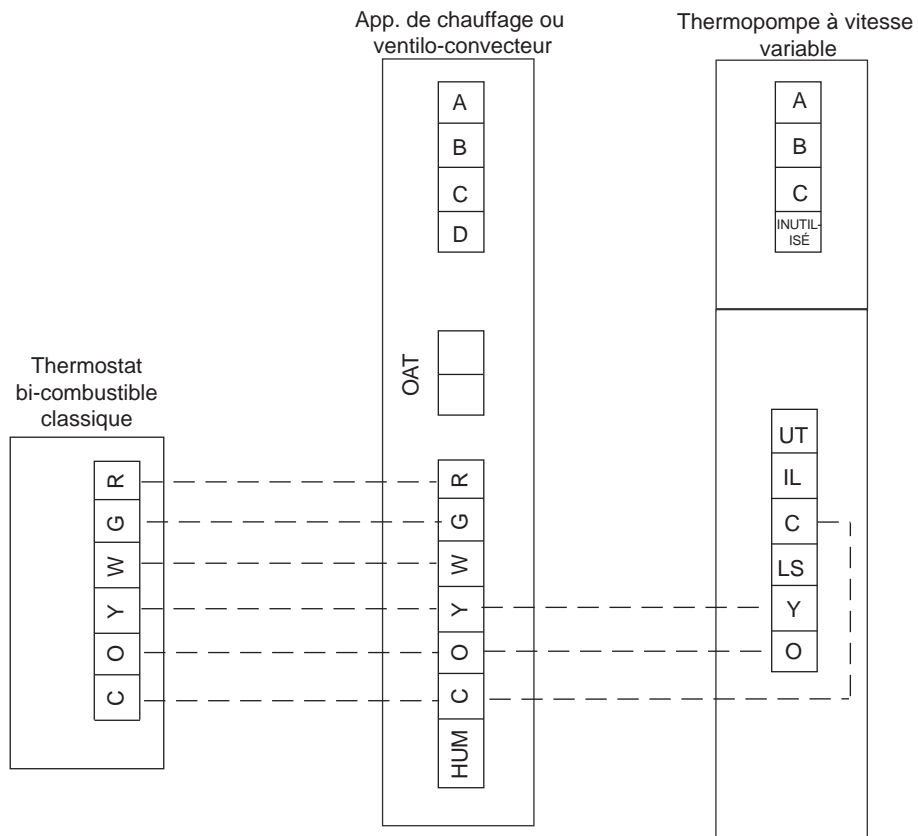 App. de chauffage ou
ventilo-convecteur
Thermopompe à vitesse
variable
A
B
C
D
A
B
C
INUTIL-
ISÉ
OAT
Thermostat
bi-combustible
classique
R
G
W
Y
O
C
R
G
W
Y
O
C
HUM
UT
IL
C
LS
Y
O